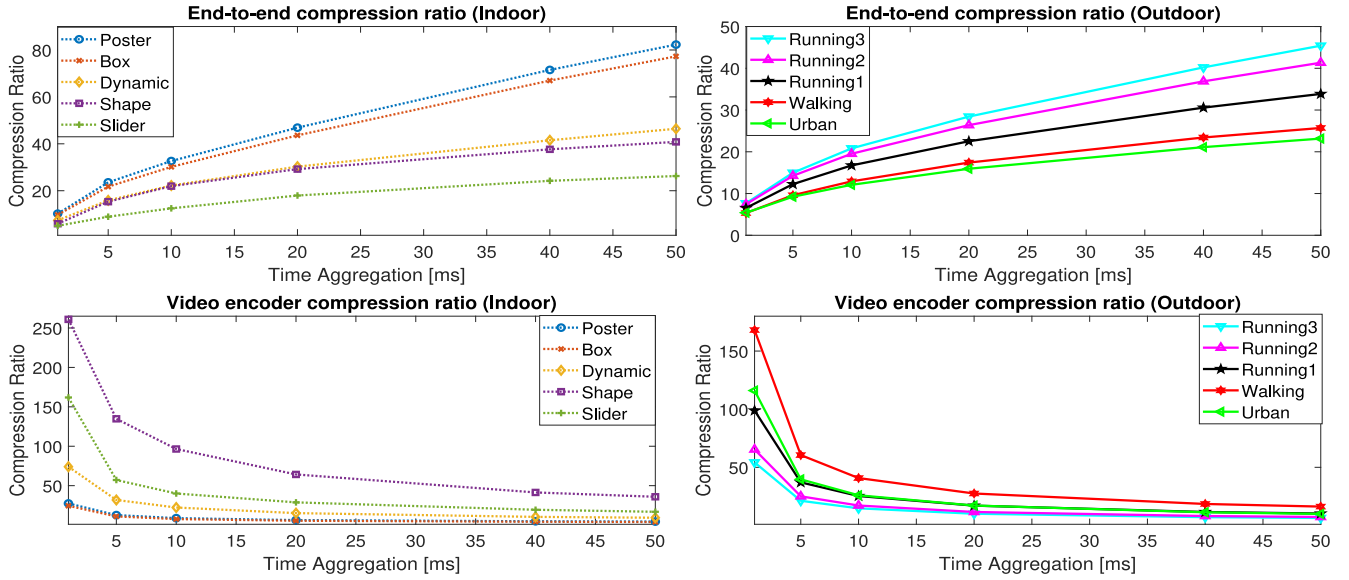 End-to-end compression ratio (Indoor)
Compression Ratio
80
60
40
20
Poster
Box
Dynamic
Shape
Slider
5 10 15 20 25 30 35 40 45 50
Time Aggregation [ms]
End-to-end compression ratio (Outdoor)
Compression Ratio
50
40
30
20
10
0
Running3
Running2
Running1
Walking
Urban
5 10 15 20 25 30 35 40 45 50
Time Aggregation [ms]
Video encoder compression ratio (Indoor)
Compression Ratio
250
200
150
100
50
Poster
Box
Dynamic
Shape
Slider
5 10 15 20 25 30 35 40 45 50
Time Aggregation [ms]
Video encoder compression ratio (Outdoor)
Compression Ratio
150
100
50
Running3
Running2
Running1
Walking
Urban
5 10 15 20 25 30 35 40 45 50
Time Aggregation [ms]